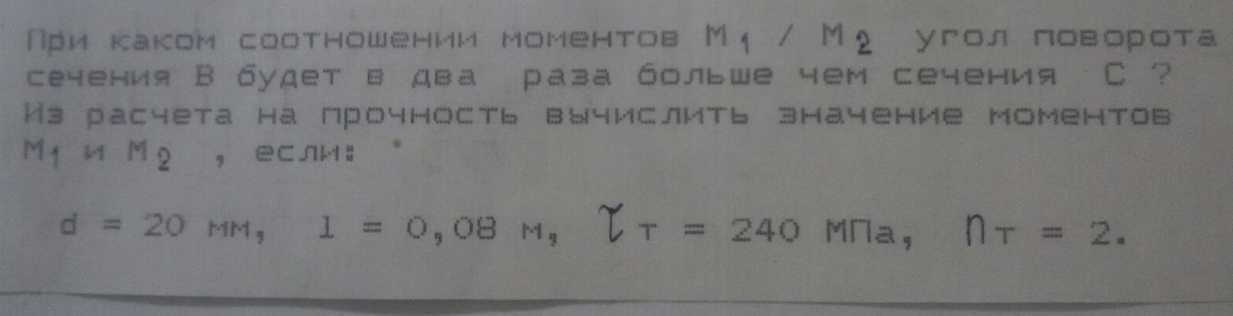 При каком соотношении моментов М1 / М2 угол поворота
сечения В будет в два раза больше чем сечения С ?
Из расчета на прочность вычислить значение моментов
М1 и М2 , если:
d = 20 мм, l = 0,08 м, τт = 240 МПа, nт = 2.